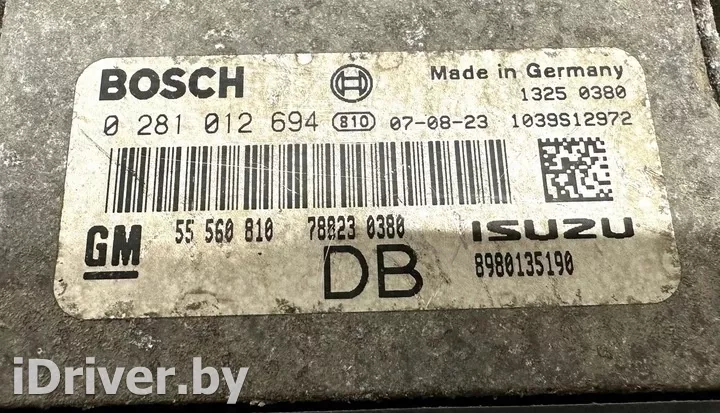 BOSCH
Made in Germany
1325 0380
0 281 012 694 810 07-08-23 1039S12972
55 560 810 78823 0380
GM
ISUZU
DB
8980135190
iDriver.by